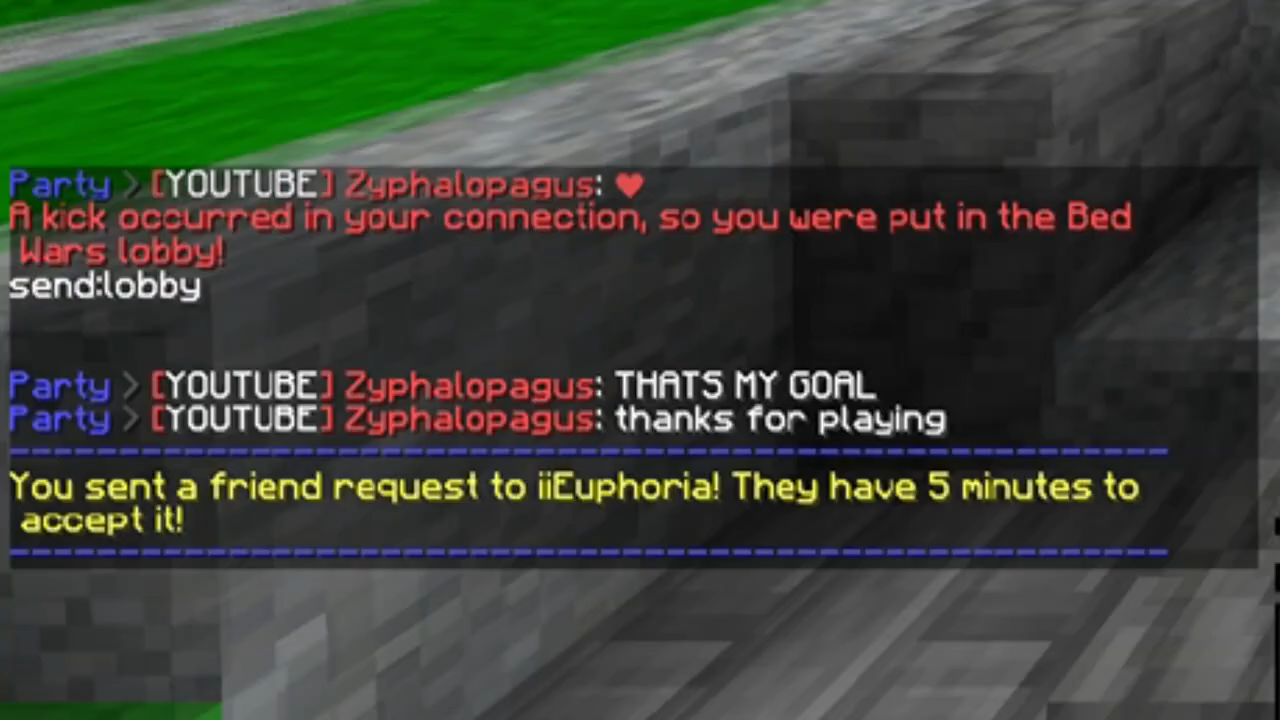 Party > [YOUTUBE] Zyphalopagus: ♥
A kick occurred in your connection, so you were put in the Bed
Wars lobby!
send:lobby
Party > [YOUTUBE] Zyphalopagus: THATS MY GOAL
Party > [YOUTUBE] Zyphalopagus: thanks for playing
You sent a friend request to iiEuphoria! They have 5 minutes to
accept it!